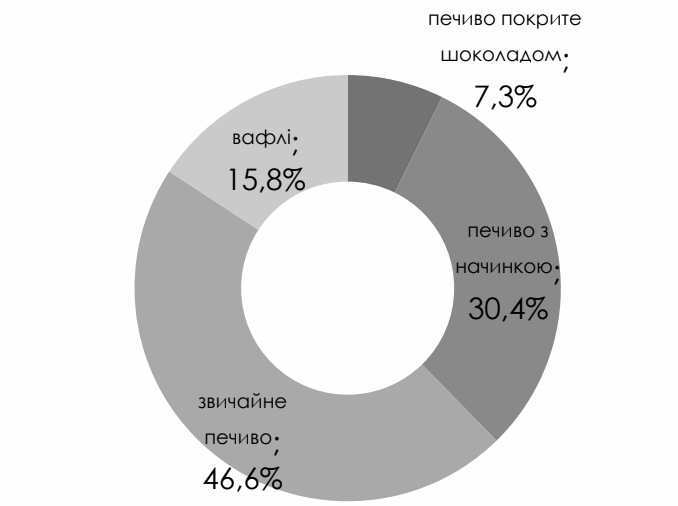 печиво покрите
шоколадом;
7,3%
вафлі;
15,8%
печиво з
начинкою;
30,4%
звичайне
печиво;
46,6%